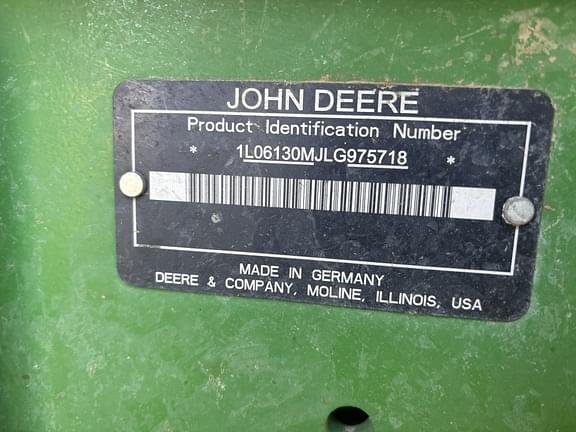 JOHN DEERE
Product Identification Number
* 1L06130MJLG975718 *
MADE IN GERMANY
DEERE & COMPANY, MOLINE, ILLINOIS, USA